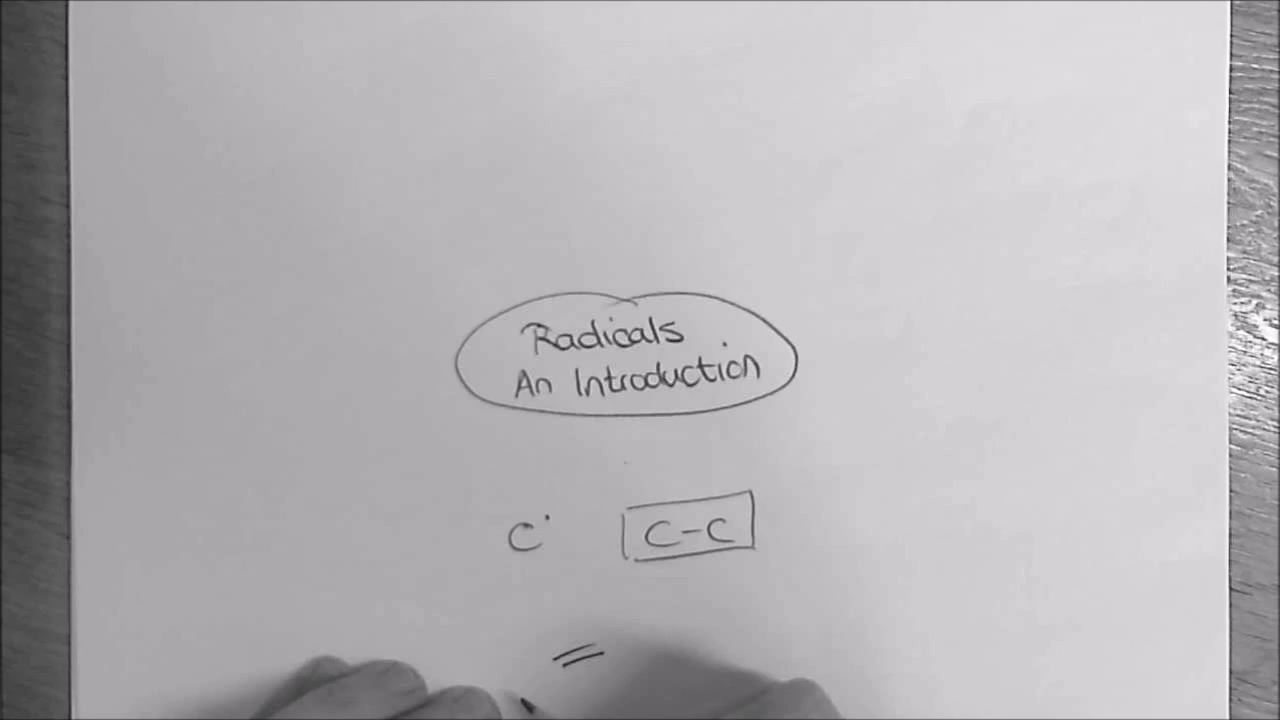 Radicals
An Introduction
C· C-C
=